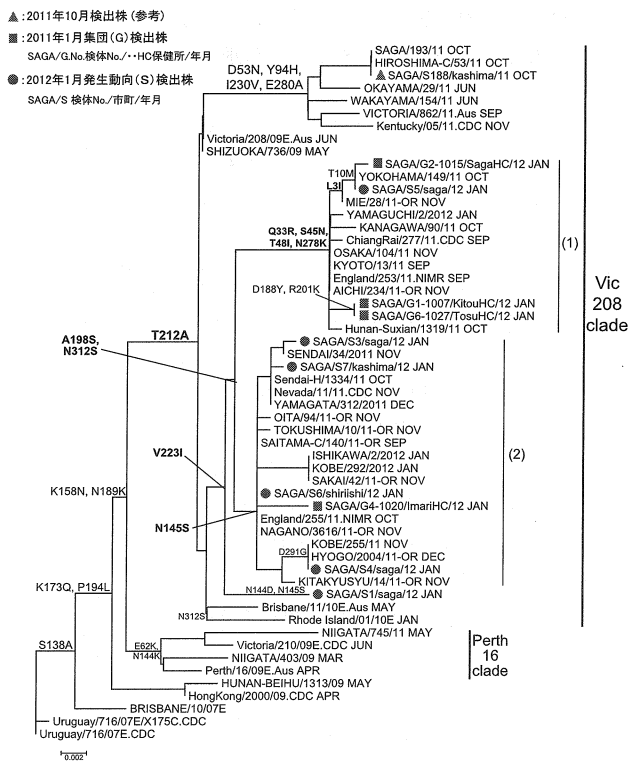 :2011年10月検出株(参考)
:2011年1月集団(G)検出株
SAGA/G.No.検体No./・・HC保健所/年月
:2012年1月発生動向(S)検出株
SAGA/S 検体No./市町/年月
SAGA/193/11 OCT
HIROSHIMA-C/53/11 OCT
SAGA/S188/kashima/11 OCT
D53N, Y94H,
I230V, E280A
OKAYAMA/29/11 JUN
WAKAYAMA/154/11 JUN
VICTORIA/862/11.Aus SEP
Kentucky/05/11.CDC NOV
Victoria/208/09E.Aus JUN
SHIZUOKA/736/09 MAY
SAGA/G2-1015/SagaHC/12 JAN
T10M
YOKOHAMA/149/11 OCT
L3I
SAGA/S5/saga/12 JAN
MIE/28/11-OR NOV
YAMAGUCHI/2/2012 JAN
Q33R, S45N,
T48I, N278K
KANAGAWA/90/11 OCT
ChiangRai/277/11.CDC SEP
(1)
OSAKA/104/11 NOV
KYOTO/13/11 SEP
England/253/11.NIMR SEP
AICHI/234/11-OR NOV
D188Y, R201K
SAGA/G1-1007/KitouHC/12 JAN
SAGA/G6-1027/TosuHC/12 JAN
Hunan-Suxian/1319/11 OCT
Vic
208
clade
T212A
A198S,
N312S
SAGA/S3/saga/12 JAN
SENDAI/34/2011 NOV
SAGA/S7/kashima/12 JAN
Sendai-H/1334/11 OCT
Nevada/11/11.CDC NOV
YAMAGATA/312/2011 DEC
OITA/94/11-OR NOV
TOKUSHIMA/10/11-OR NOV
SAITAMA-C/140/11-OR SEP
V223I
ISHIKAWA/2/2012 JAN
(2)
KOBE/292/2012 JAN
SAKAI/42/11-OR NOV
K158N, N189K
SAGA/S6/shiriishi/12 JAN
SAGA/G4-1020/ImariHC/12 JAN
N145S
England/255/11.NIMR OCT
NAGANO/3616/11-OR NOV
KOBE/255/11 NOV
D291G
HYOGO/2004/11-OR DEC
SAGA/S4/saga/12 JAN
KITAKYUSYU/14/11-OR NOV
K173Q, P194L
N144D, N145S
SAGA/S1/saga/12 JAN
Brisbane/11/10E.Aus MAY
N312S
Rhode Island/01/10E JAN
NIIGATA/745/11 MAY
S138A
E62K,
N144K
Victoria/210/09E.CDC JUN
NIIGATA/403/09 MAR
Perth/16/09E.Aus APR
Perth
16
clade
HUNAN-BEIHU/1313/09 MAY
HongKong/2000/09.CDC APR
BRISBANE/10/07E
Uruguay/716/07E/X175C.CDC
Uruguay/716/07E.CDC
0.002